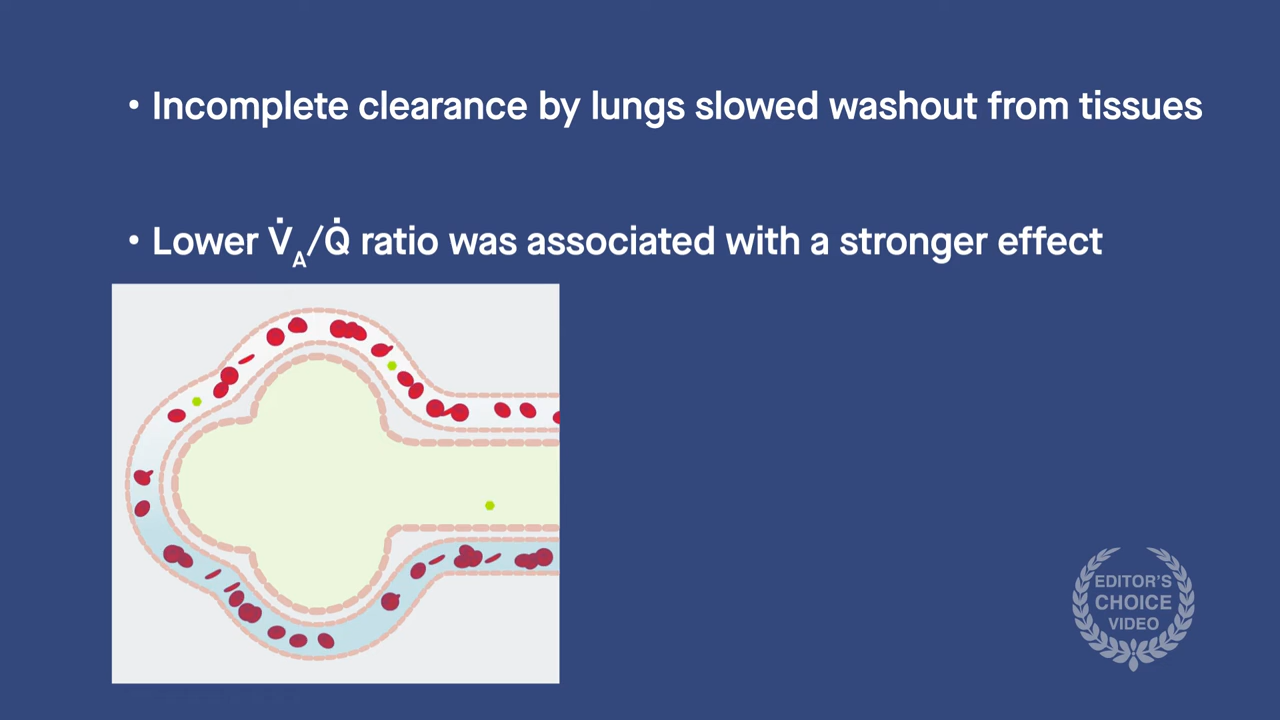 • Incomplete clearance by lungs slowed washout from tissues
• Lower V̇A/Q̇ ratio was associated with a stronger effect
EDITOR'S
CHOICE
VIDEO